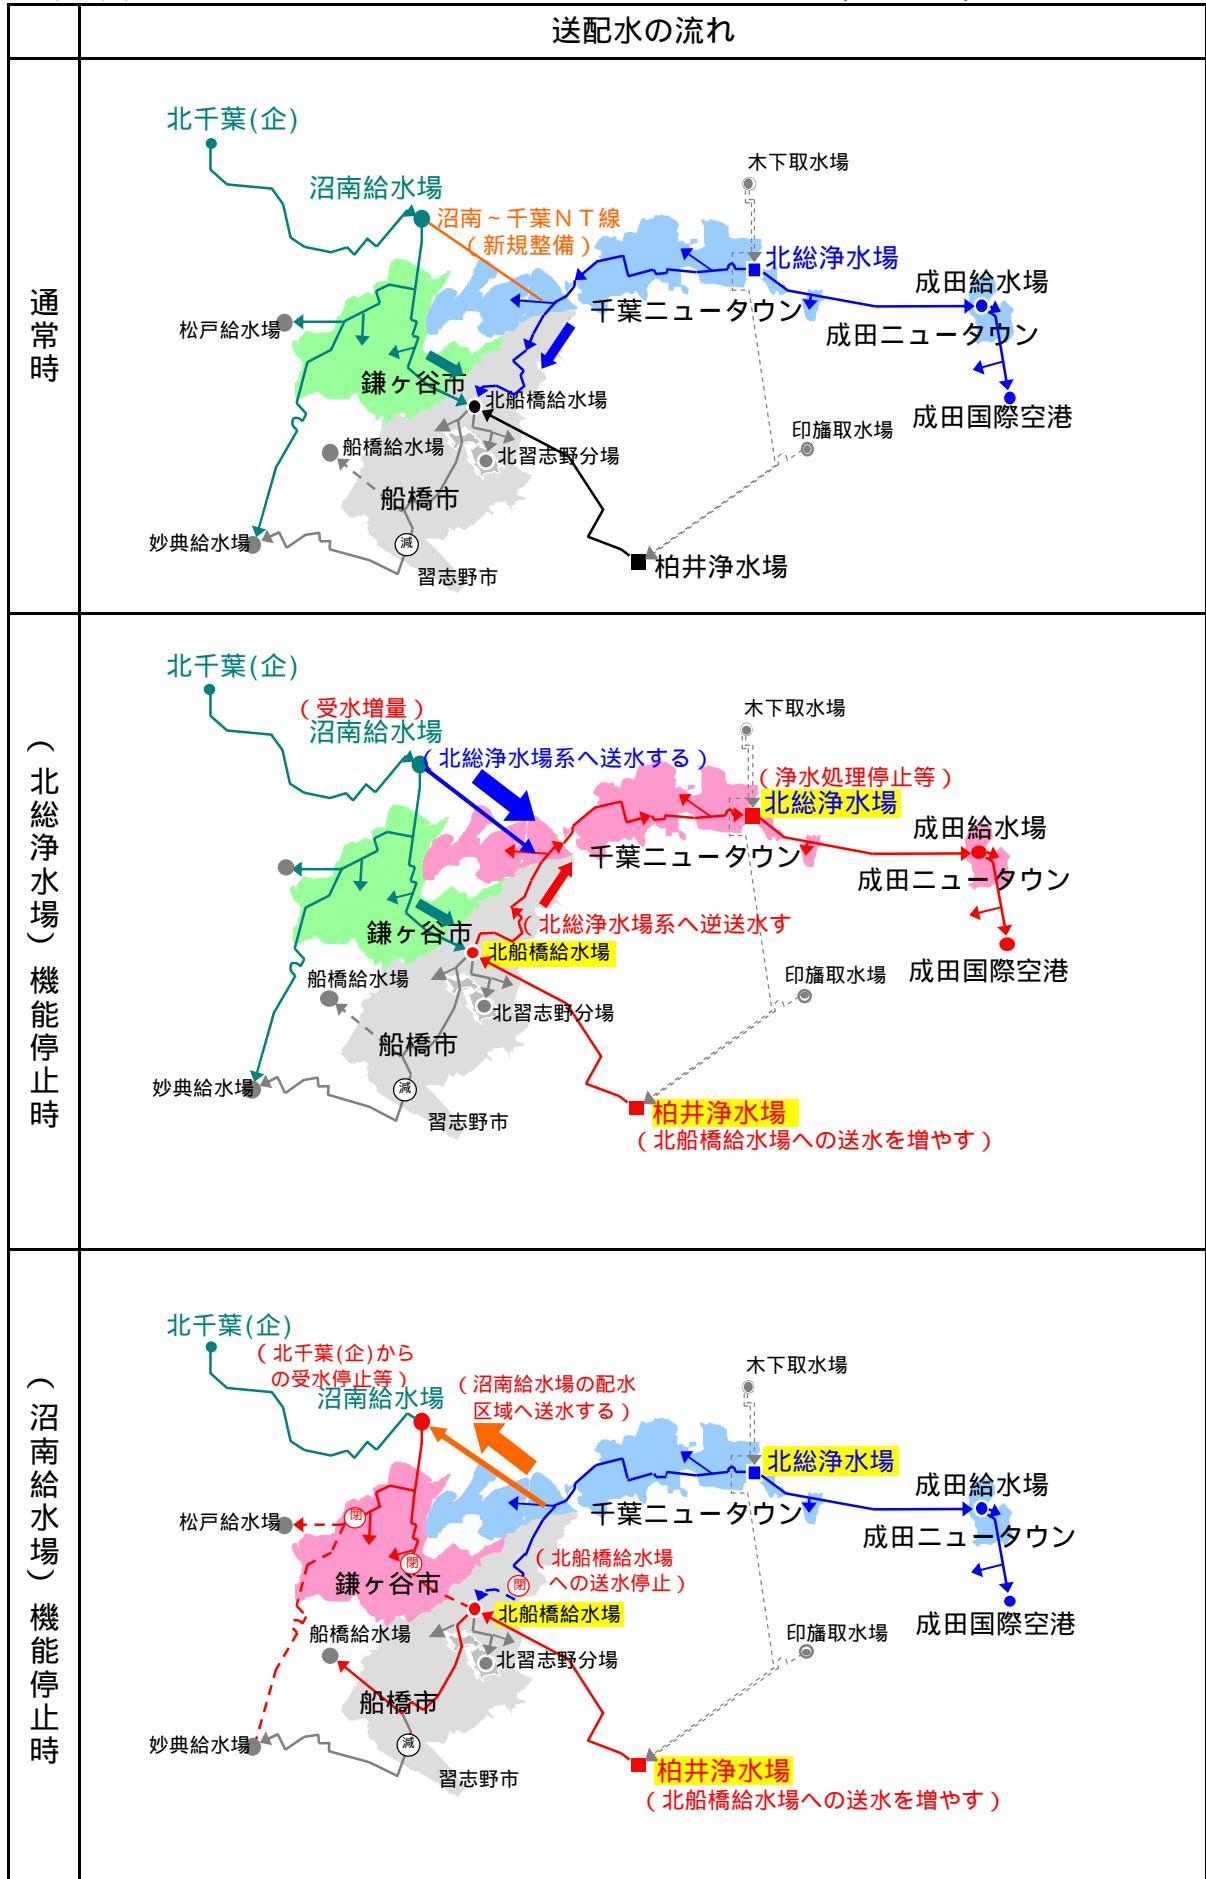 送配水の流れ
通常時
北千葉(企)
木下取水場
沼南給水場
沼南~千葉NT線
(新規整備)
北総浄水場
成田給水場
千葉ニュータウン
松戸給水場
成田ニュータウン
鎌ヶ谷市
北船橋給水場
成田国際空港
印旛取水場
船橋給水場
北習志野分場
船橋市
妙典給水場
減
柏井浄水場
習志野市
(北総浄水場)機能停止時
北千葉(企)
(受水増量)
木下取水場
沼南給水場
(北総浄水場系へ送水する)
(浄水処理停止等)
北総浄水場
成田給水場
千葉ニュータウン
成田ニュータウン
(北総浄水場系へ逆送水す
鎌ヶ谷市
北船橋給水場
成田国際空港
船橋給水場
印旛取水場
北習志野分場
船橋市
妙典給水場
減
習志野市
柏井浄水場
(北船橋給水場への送水を増やす)
(沼南給水場)機能停止時
北千葉(企)
(北千葉(企)から
の受水停止等)
木下取水場
沼南給水場
(沼南給水場の配水
区域へ送水する)
北総浄水場
成田給水場
千葉ニュータウン
松戸給水場
閉
成田ニュータウン
閉
(北船橋給水場
への送水停止)
鎌ヶ谷市
閉
北船橋給水場
成田国際空港
船橋給水場
印旛取水場
北習志野分場
船橋市
妙典給水場
減
習志野市
柏井浄水場
(北船橋給水場への送水を増やす)